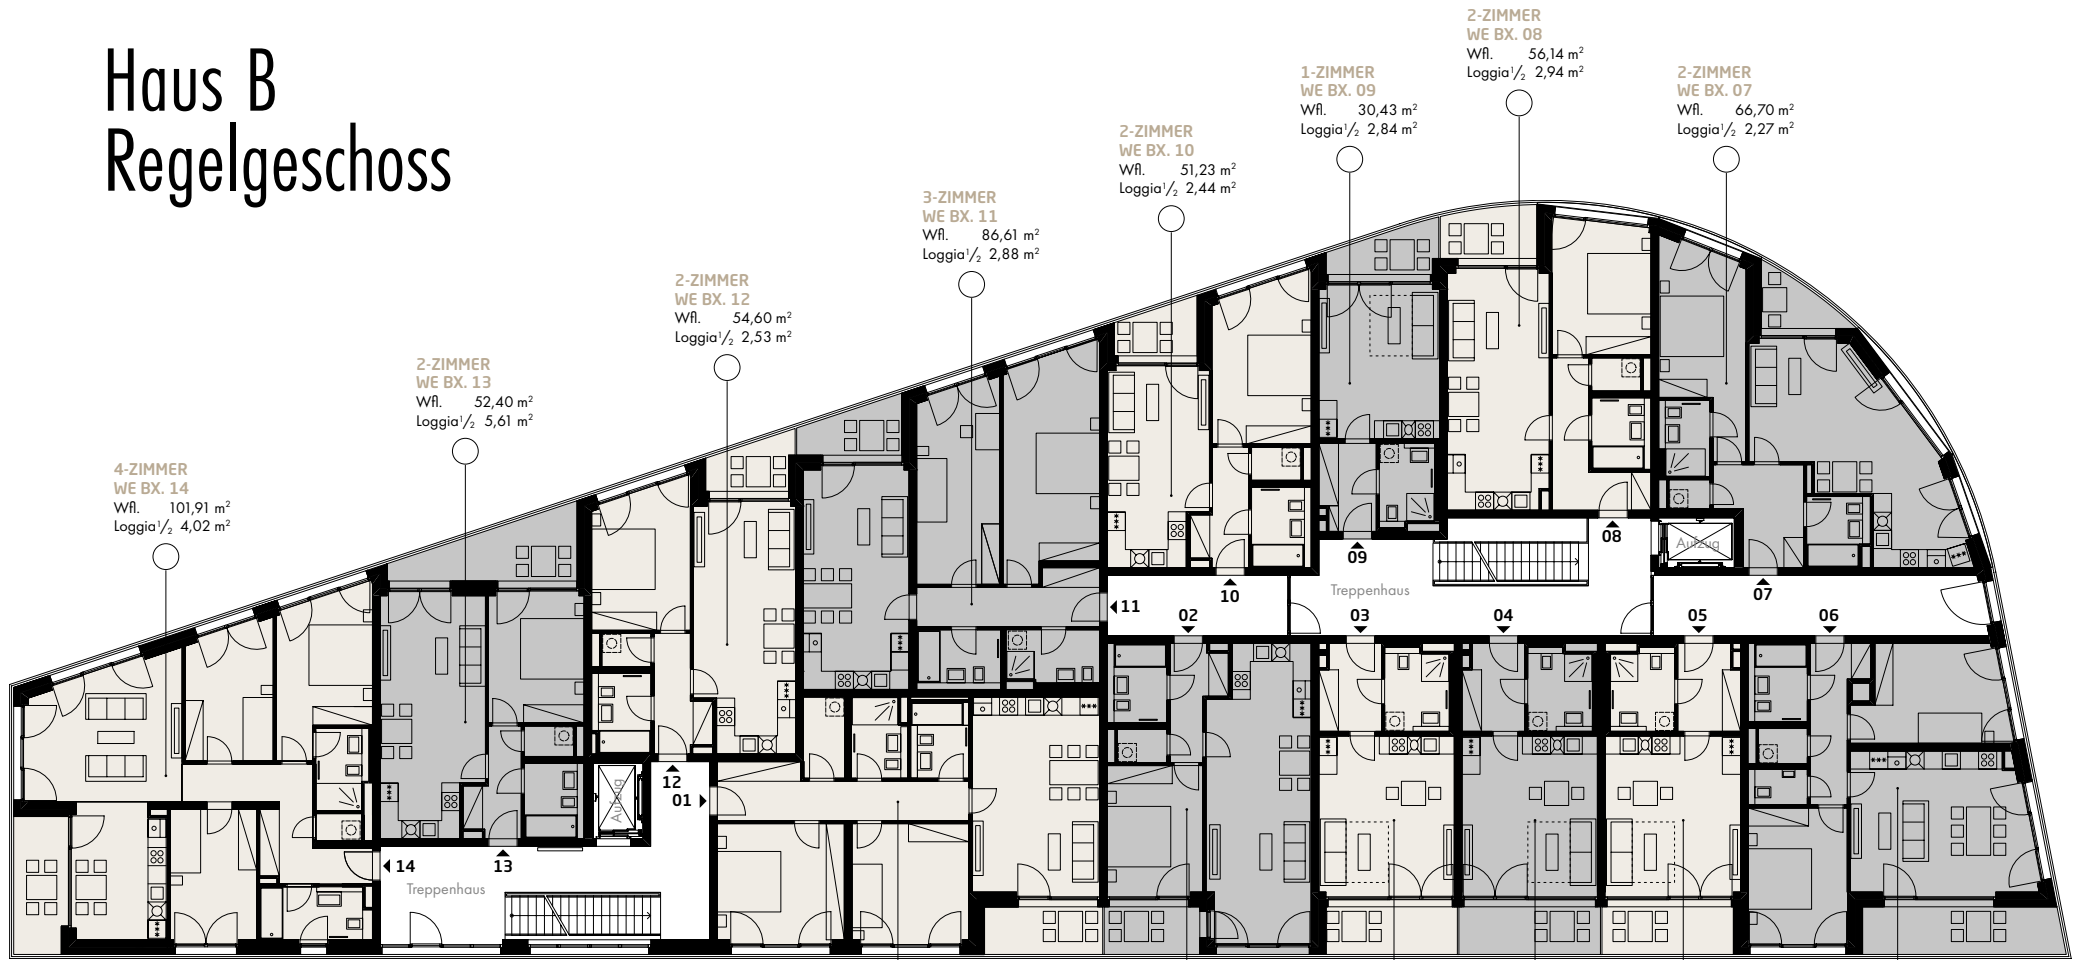 Haus B
Regelgeschoss
2-ZIMMER
WE BX. 08
Wfl. 56,14 m²
Loggia¹/₂ 2,94 m²
1-ZIMMER
WE BX. 09
Wfl. 30,43 m²
Loggia¹/₂ 2,84 m²
2-ZIMMER
WE BX. 07
Wfl. 66,70 m²
Loggia¹/₂ 2,27 m²
2-ZIMMER
WE BX. 10
Wfl. 51,23 m²
Loggia¹/₂ 2,44 m²
3-ZIMMER
WE BX. 11
Wfl. 86,61 m²
Loggia¹/₂ 2,88 m²
2-ZIMMER
WE BX. 12
Wfl. 54,60 m²
Loggia¹/₂ 2,53 m²
2-ZIMMER
WE BX. 13
Wfl. 52,40 m²
Loggia¹/₂ 5,61 m²
4-ZIMMER
WE BX. 14
Wfl. 101,91 m²
Loggia¹/₂ 4,02 m²
08
Aufzug
09
Treppenhaus
10
07
11
02
03
04
05
06
12
01
Aufzug
14
13
Treppenhaus